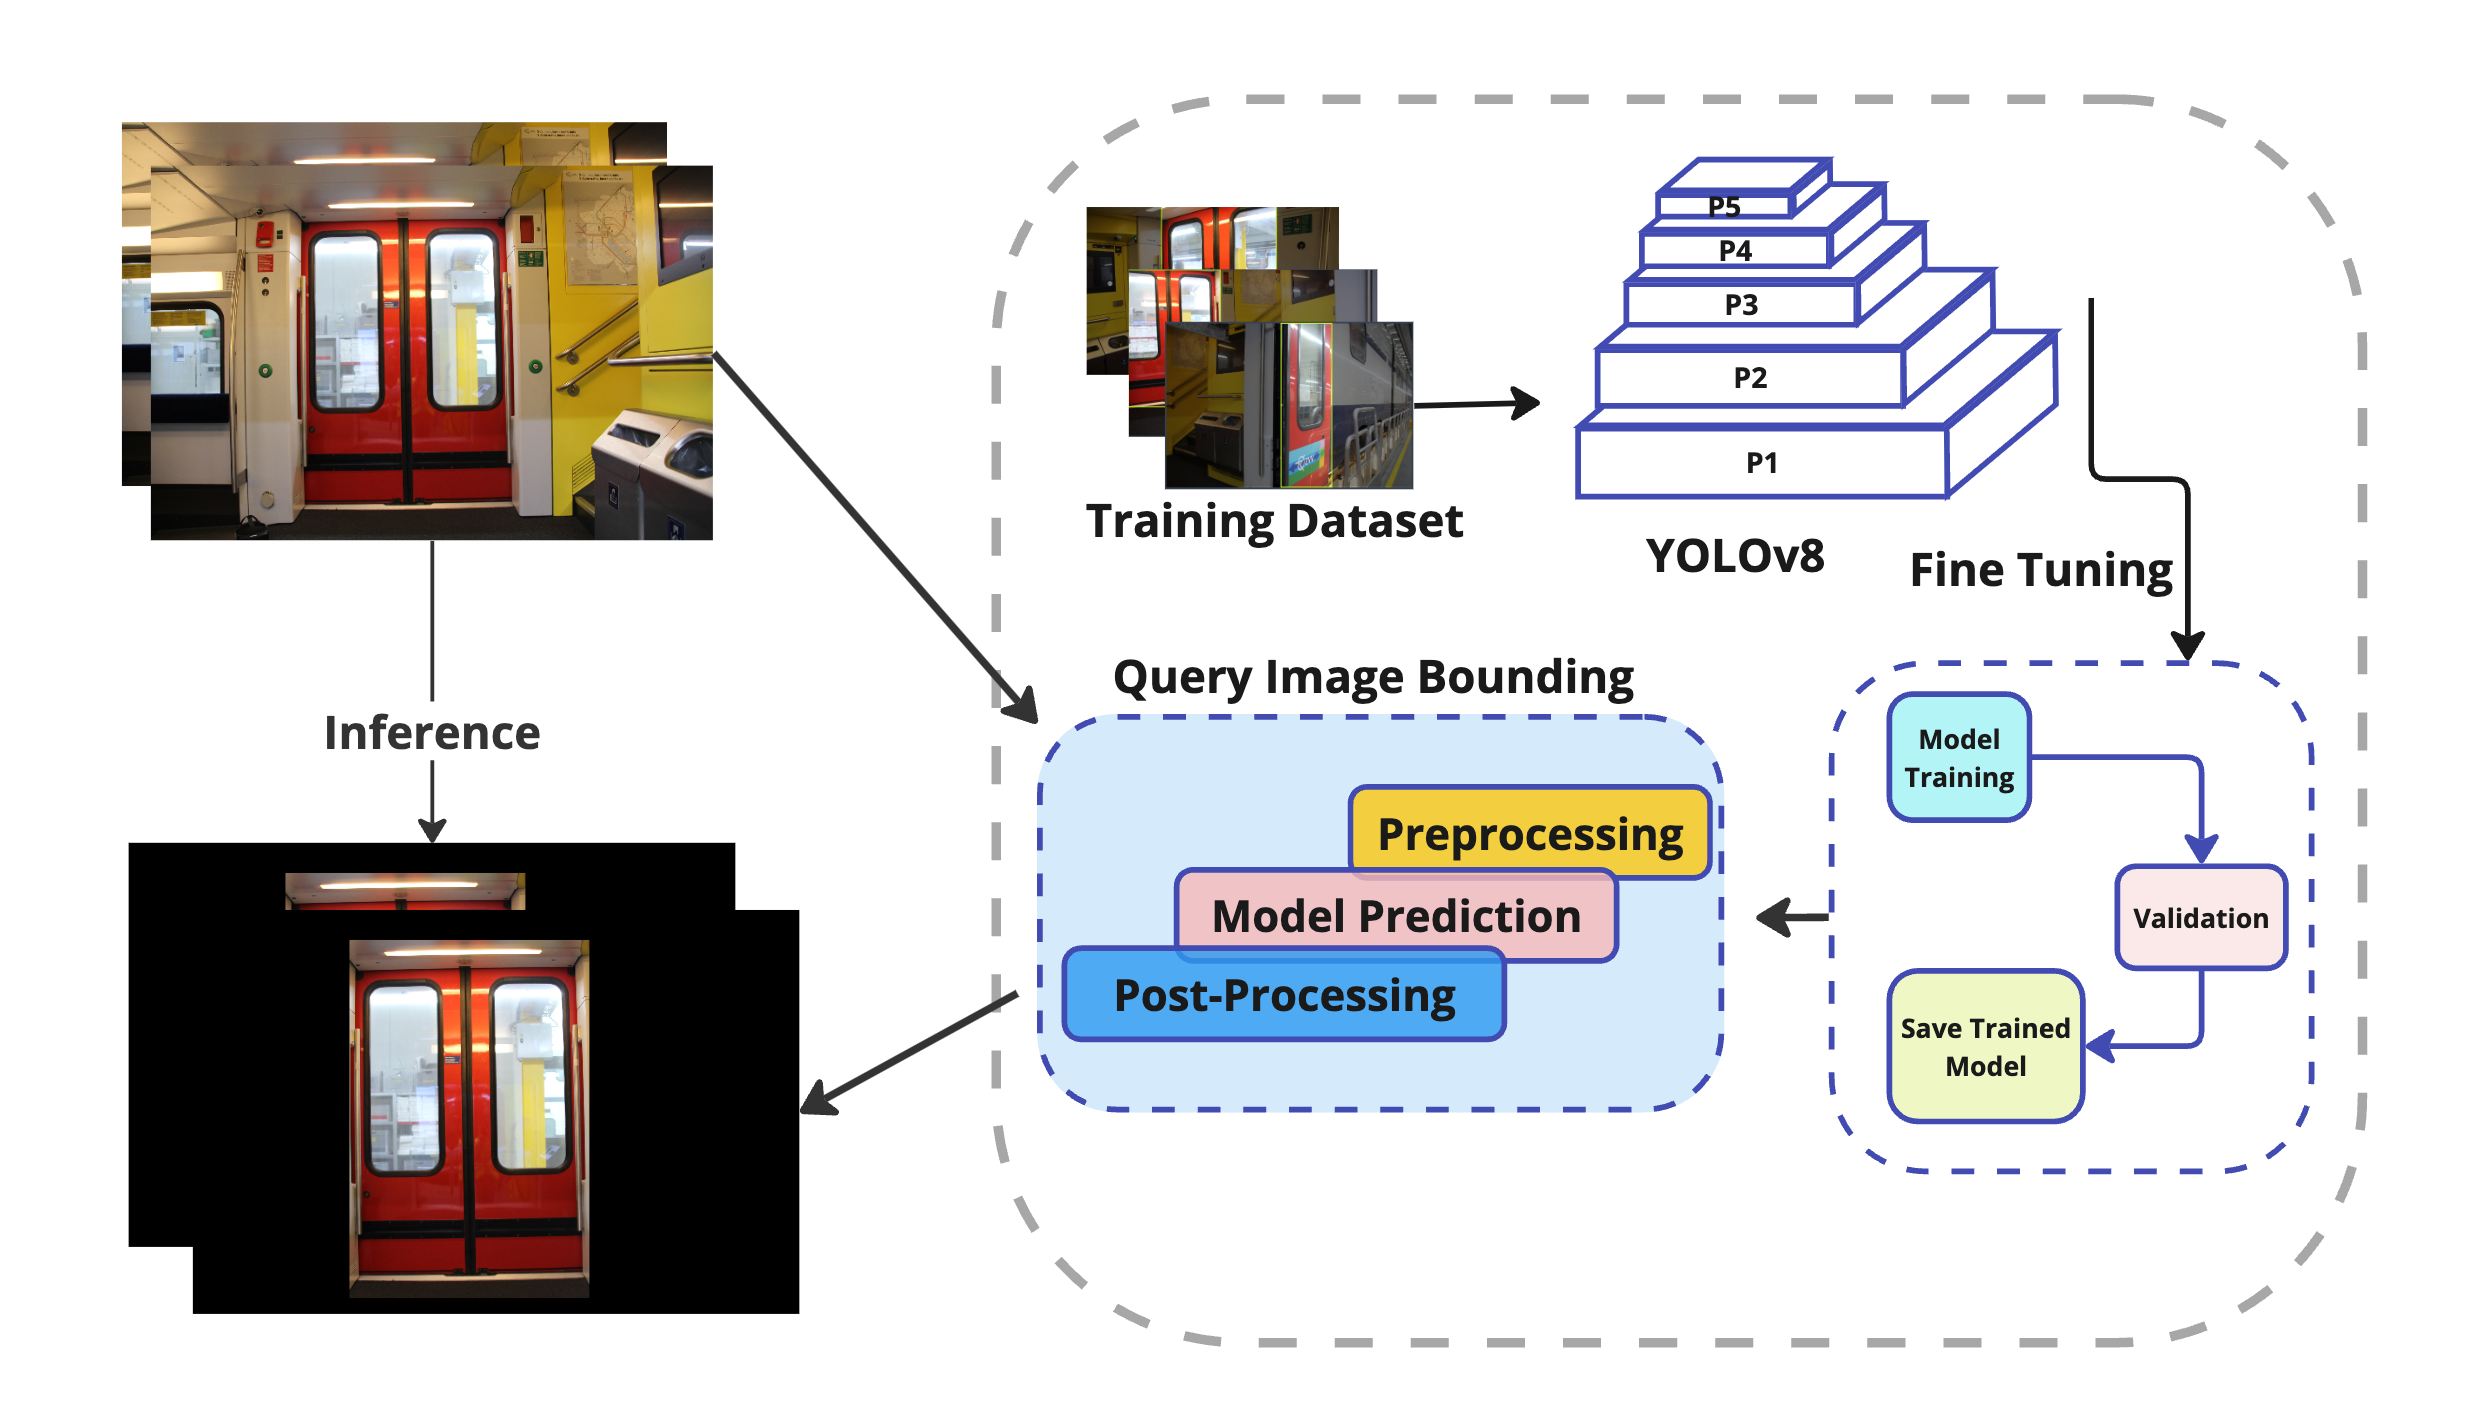 P5
P4
P3
P2
P1
Training Dataset
YOLOv8
Fine Tuning
Inference
Query Image Bounding
Preprocessing
Model Prediction
Post-Processing
Model
Training
Validation
Save Trained
Model